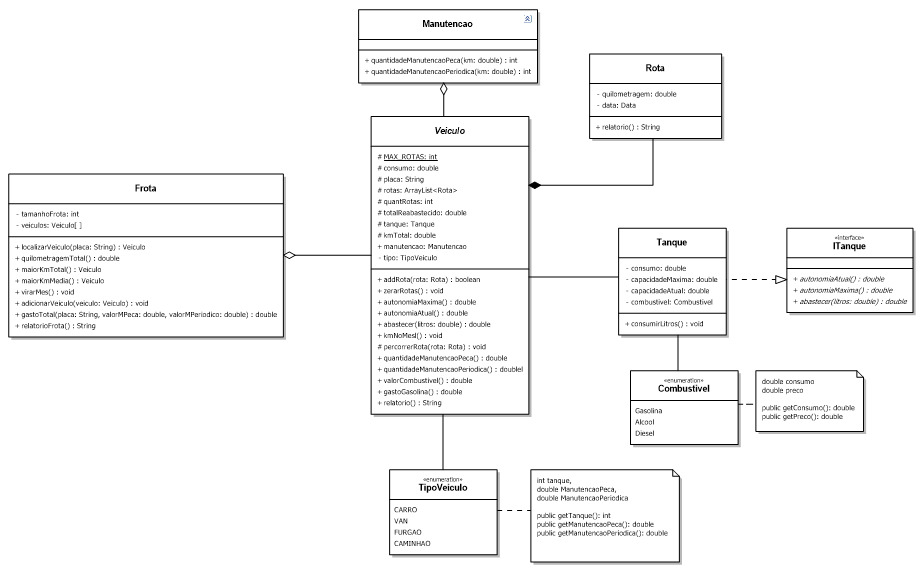 Manutencao
+ quantidadeManutencaoPeca(km: double) : int
+ quantidadeManutencaoPeriodica(km: double) : int
Rota
- quilometragem: double
- data: Data
+ relatorio() : String
Veiculo
# MAX_ROTAS: int
# consumo: double
# placa: String
# rotas: ArrayList<Rota>
# quantRotas: int
# totalReabastecido: double
# tanque: Tanque
# kmTotal: double
+ manutencao: Manutencao
- tipo: TipoVeiculo
+ addRota(rota: Rota) : boolean
+ zerarRotas() : void
+ autonomiaMaxima() : double
+ autonomiaAtual() : double
+ abastecer(litros: double) : double
+ kmNoMes() : void
# percorrerRota(rota: Rota) : void
+ quantidadeManutencaoPeca() : double
+ quantidadeManutencaoPeriodica() : doublel
+ valorCombustivel() : double
+ gastoGasolina() : double
+ relatorio() : String
Frota
- tamanhoFrota: int
- veiculos: Veiculo[ ]
+ localizarVeiculo(placa: String) : Veiculo
+ quilometragemTotal() : double
+ maiorKmTotal() : Veiculo
+ maiorKmMedia() : Veiculo
+ virarMes() : void
+ adicionarVeiculo(veiculo: Veiculo) : void
+ gastoTotal(placa: String, valorMPeca: double, valorMPeriodico: double) : double
+ relatorioFrota() : String
Tanque
- consumo: double
- capacidadeMaxima: double
- capacidadeAtual: double
- combustivel: Combustivel
+ consumirLitros() : void
«interface»
ITanque
+ autonomiaAtual() : double
+ autonomiaMaxima() : double
+ abastecer(litros: double) : double
«enumeration»
Combustivel
Gasolina
Alcool
Diesel
double consumo
double preco
public getConsumo(): double
public getPreco(): double
«enumeration»
TipoVeiculo
CARRO
VAN
FURGAO
CAMINHAO
int tanque,
double ManutencaoPeca,
double ManutencaoPeriodica
public getTanque(): int
public getManutencaoPeca(): double
public getManutencaoPeriodica(): double